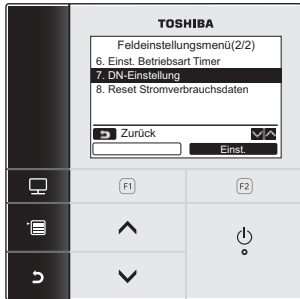 TOSHIBA
Feldeinstellungsmenü(2/2)
6. Einst. Betriebsart Timer
7. DN-Einstellung
8. Reset Stromverbrauchsdaten
Zurück
Einst.
F1
F2